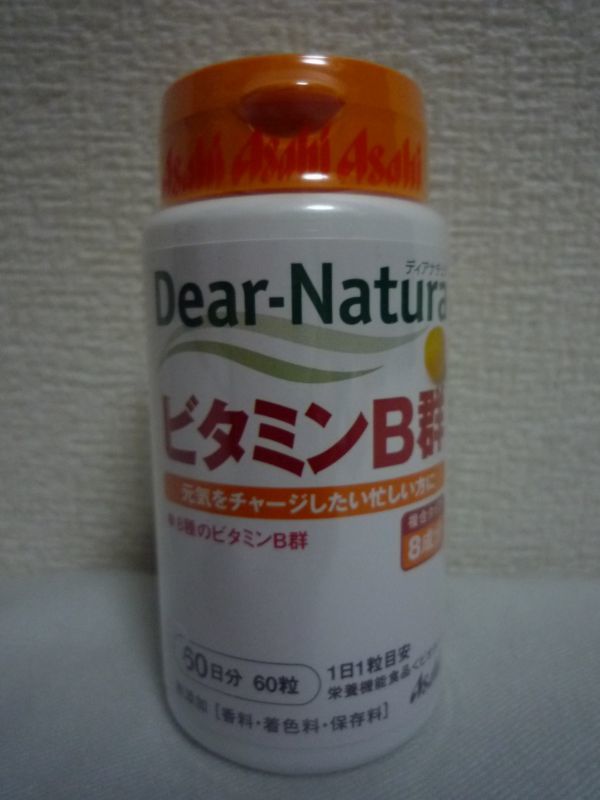 Asahi Asahi Asahi
ディアナチ
Dear-Natura
ビタミンB群
元気をチャージしたい忙しい方に
8種のビタミンB群
8成
60日分 60粒
1日1粒目安
栄養機能食品
無添加 [香料・着色料・保存料]
Asahi